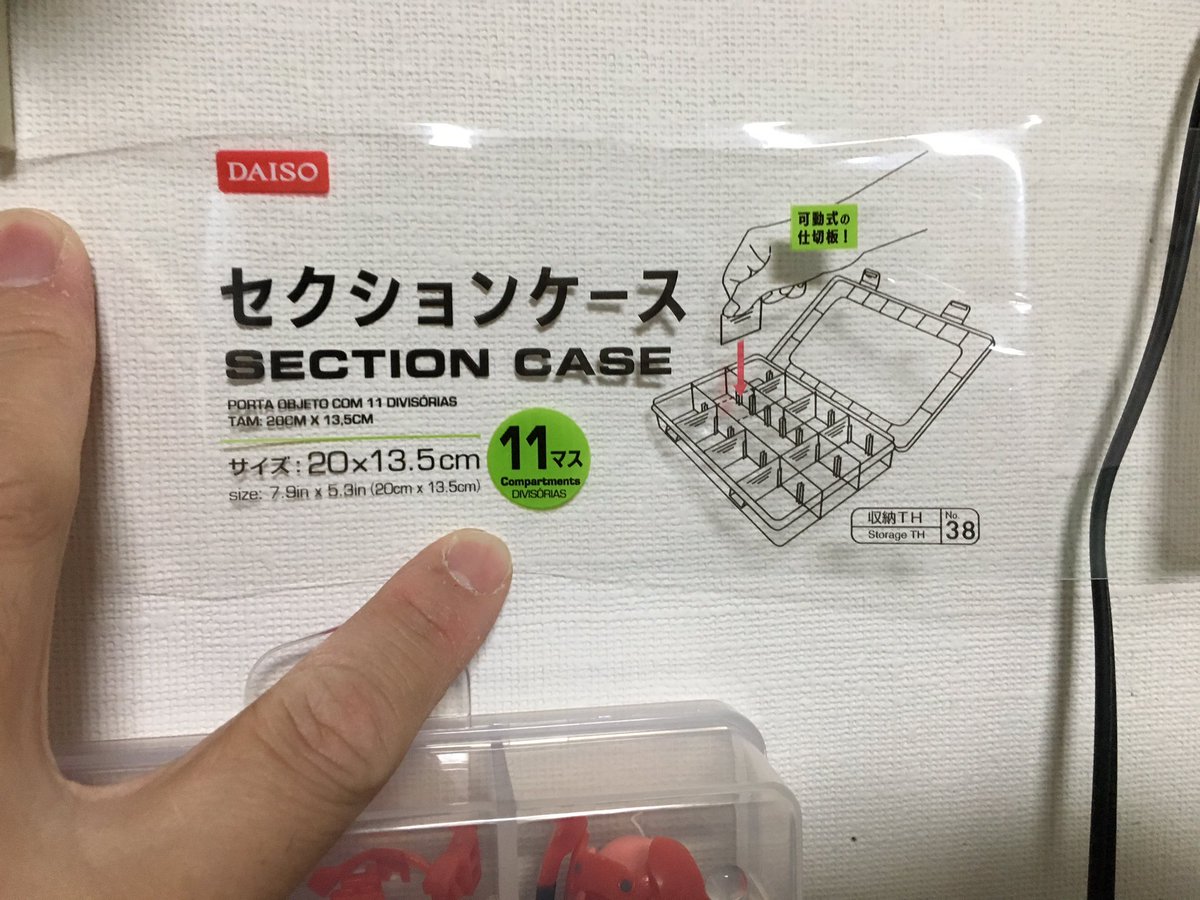 DAISO
可動式の
仕切板!
セクションケース
SECTION CASE
PORTA OBJETO COM 11 DIVISÓRIAS
TAM: 20CM X 13,5CM
サイズ:20×13.5cm
size: 7.9in x 5.3in (20cm x 13.5cm)
11マス
Compartments
DIVISÓRIAS
収納TH
Storage TH
No.
38